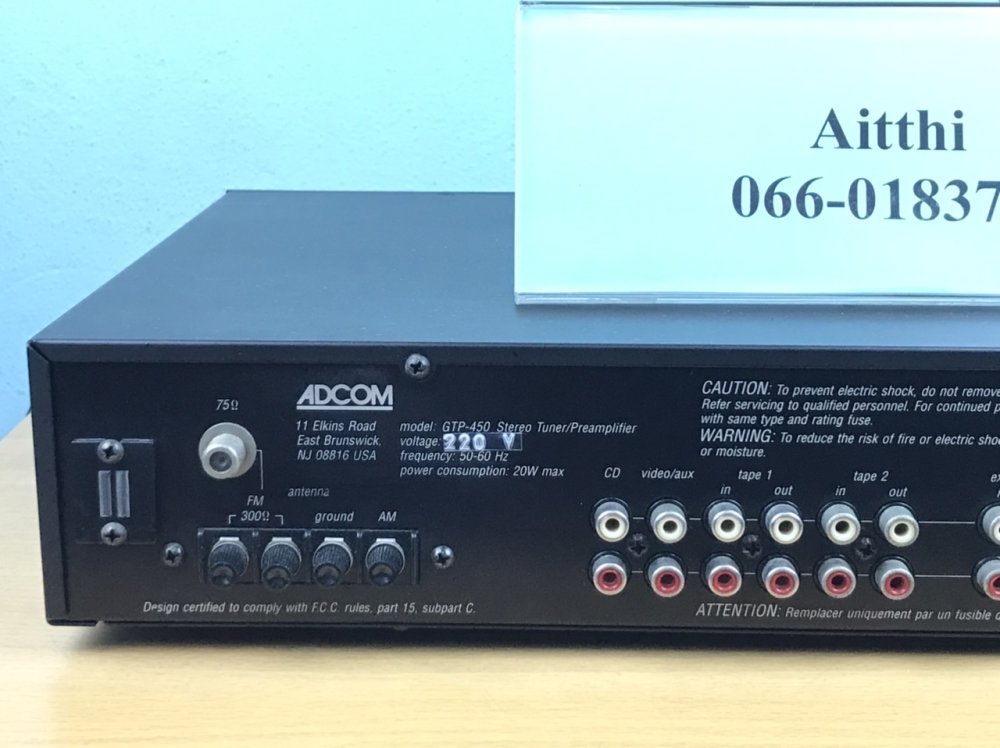 Aitthi
066-01837
75Ω
ADCOM
11 Elkins Road
East Brunswick,
NJ 08816 USA
model: GTP-450 Stereo Tuner/Preamplifier
voltage: 220 V
frequency: 50-60 Hz
power consumption: 20W max
CAUTION: To prevent electric shock, do not remove
Refer servicing to qualified personnel. For continued
with same type and rating fuse.
WARNING: To reduce the risk of fire or electric
or moisture.
FM
300Ω
antenna
ground
AM
CD
video/aux
tape 1
in
out
tape 2
in
out
Design certified to comply with F.C.C. rules, part 15, subpart C.
ATTENTION: Remplacer uniquement par un fusible